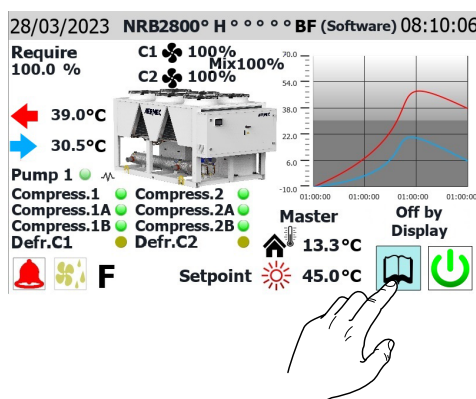 28/03/2023 NRB2800° H ° ° ° ° ° BF (Software) 08:10:06
Require
100.0 %
C1 100%
Mix100%
C2 100%
39.0°C
30.5°C
Pump 1
Compress.1 Compress.2
Compress.1A Compress.2A
Compress.1B Compress.2B
Defr.C1 Defr.C2
F
70.0
54.0
38.0
22.0
6.0
-10.0
01:00:00 01:00:00 01:00:00 01:00:00
Master
13.3°C
Setpoint 45.0°C
Off by
Display